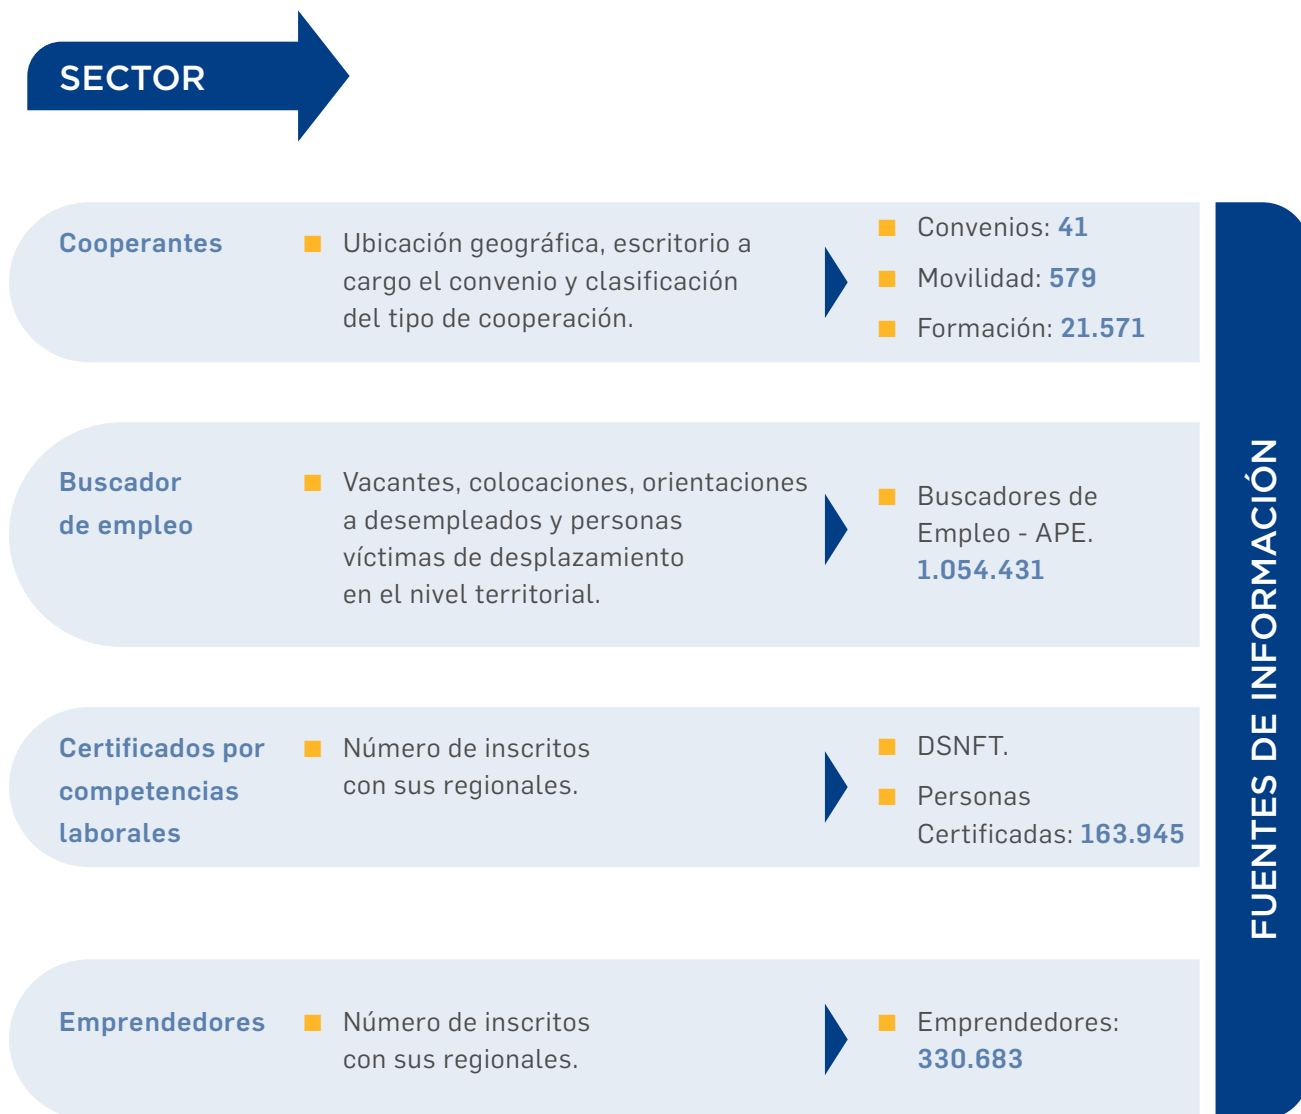 SECTOR
Cooperantes
Ubicación geográfica, escritorio a
cargo el convenio y clasificación
del tipo de cooperación.
Convenios: 41
Movilidad: 579
Formación: 21.571
Buscador
de empleo
Vacantes, colocaciones, orientaciones
a desempleados y personas
víctimas de desplazamiento
en el nivel territorial.
Buscadores de
Empleo - APE.
1.054.431
Certificados por
competencias
laborales
Número de inscritos
con sus regionales.
DSNFT.
Personas
Certificadas: 163.945
Emprendedores
Número de inscritos
con sus regionales.
Emprendedores:
330.683
FUENTES DE INFORMACIÓN